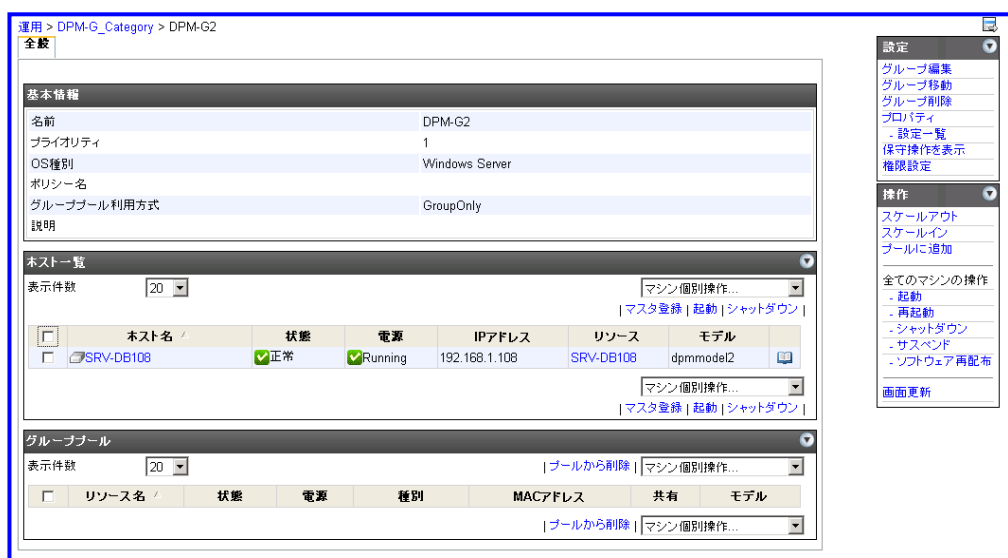 運用 > DPM-G_Category > DPM-G2
全般
基本情報
名前 DPM-G2
プライオリティ 1
OS種別 Windows Server
ポリシー名
グループプール利用方式 GroupOnly
説明
ホスト一覧
表示件数 20 マシン個別操作...
| マスタ登録 | 起動 | シャットダウン |
ホスト名 状態 電源 IPアドレス リソース モデル
SRV-DB108 正常 Running 192.168.1.108 SRV-DB108 dpmmodel2
マシン個別操作...
| マスタ登録 | 起動 | シャットダウン |
グループプール
表示件数 20 | プールから削除 | マシン個別操作...
リソース名 状態 電源 種別 MACアドレス 共有 モデル
| プールから削除 | マシン個別操作...
設定
グループ編集
グループ移動
グループ削除
プロパティ
- 設定一覧
保守操作を表示
権限設定
操作
スケールアウト
スケールイン
プールに追加
全てのマシンの操作
- 起動
- 再起動
- シャットダウン
- サスペンド
- ソフトウェア再配布
画面更新